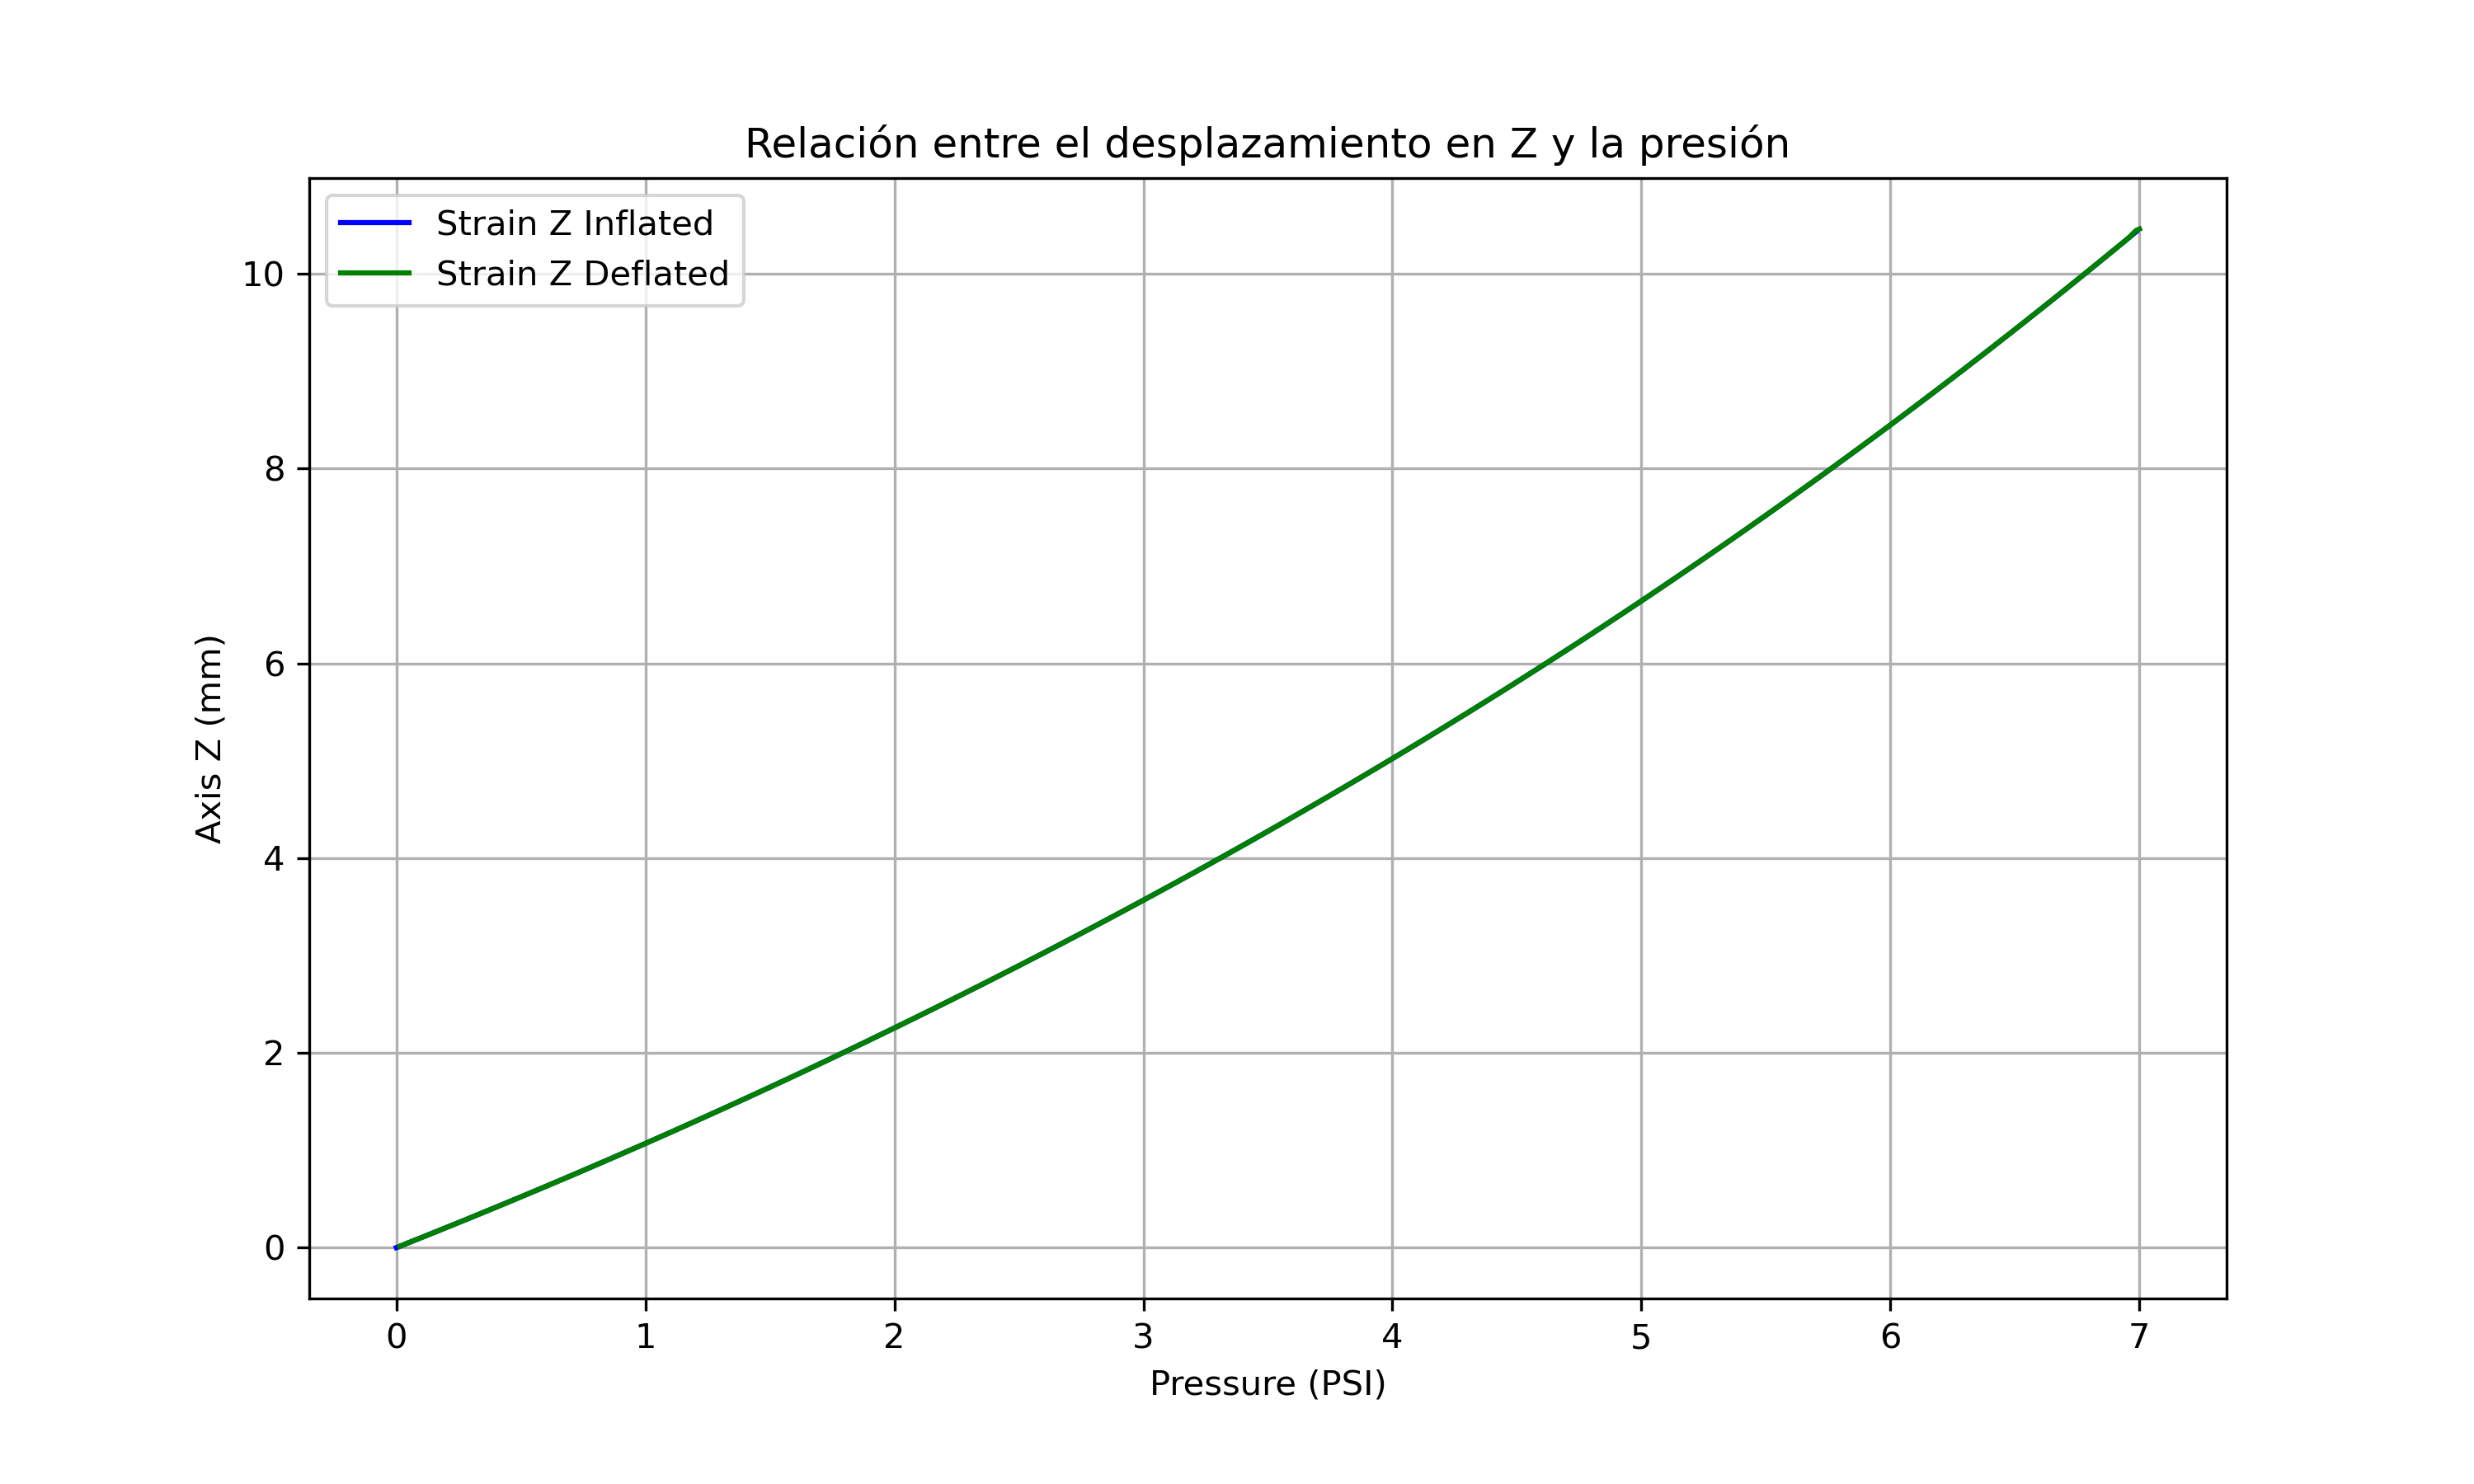 Relación entre el desplazamiento en Z y la presión
Strain Z Inflated
Strain Z Deflated
10
8
6
4
2
0
Axis Z (mm)
0 1 2 3 4 5 6 7
Pressure (PSI)